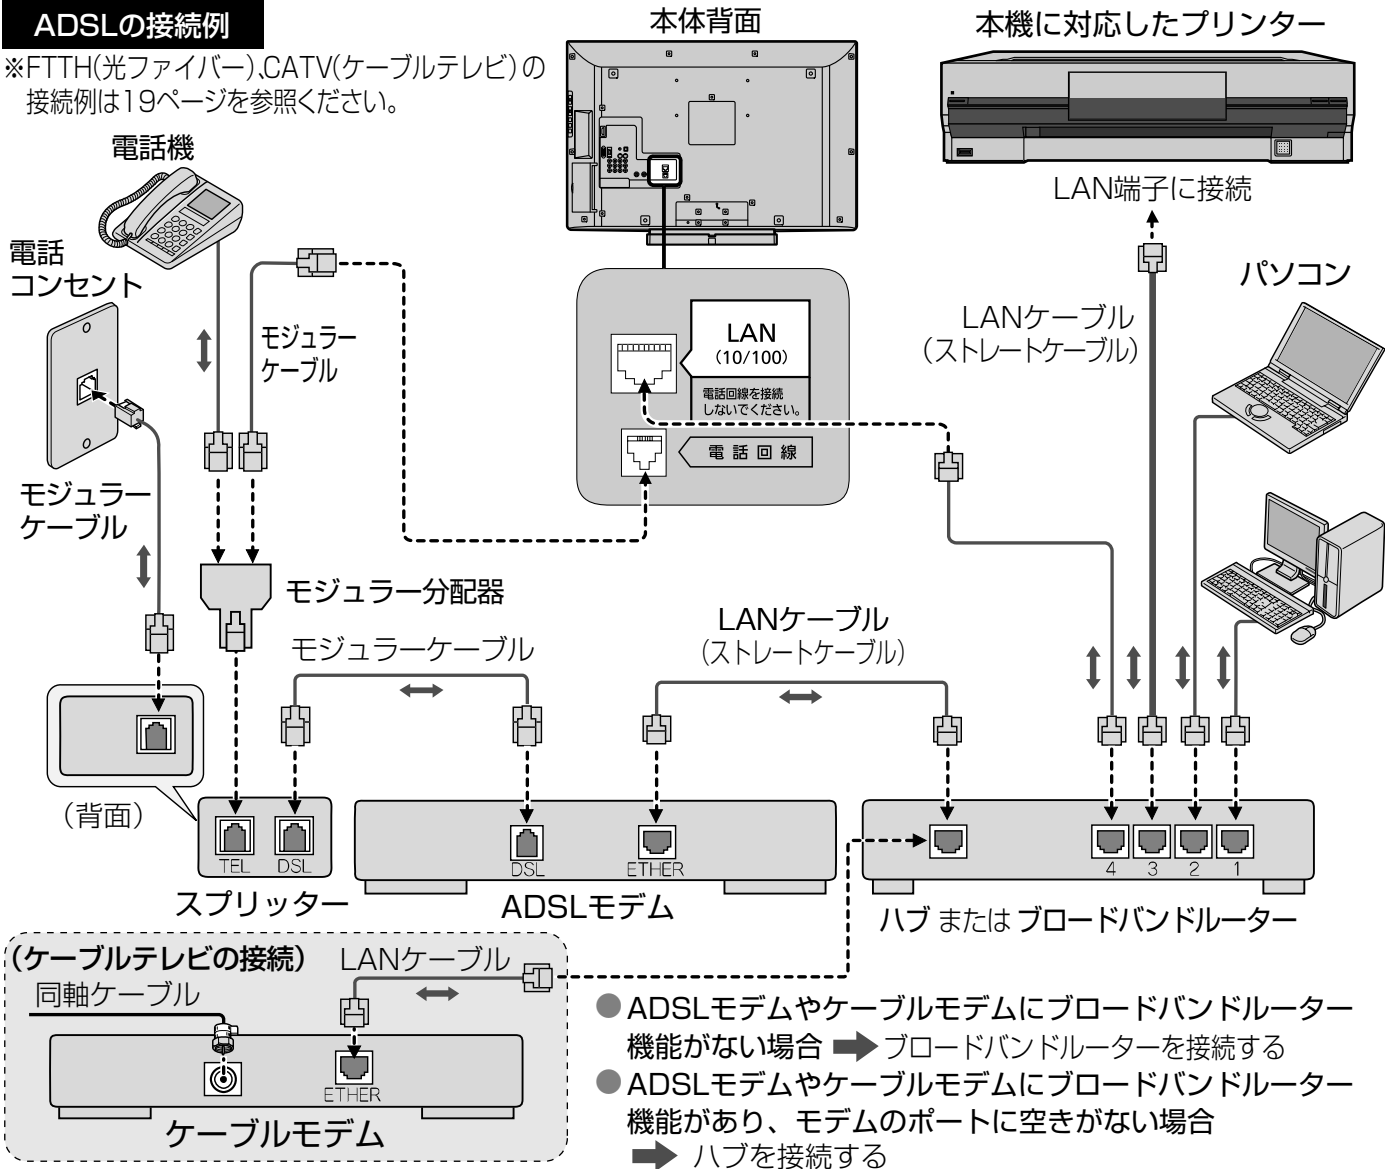 ADSLの接続例
※FTTH(光ファイバー)、CATV(ケーブルテレビ)の
接続例は19ページを参照ください。
本体背面
本機に対応したプリンター
電話機
LAN端子に接続
電話
コンセント
パソコン
モジュラー
ケーブル
LAN
(10/100)
電話回線を接続
しないでください。
電話回線
LANケーブル
(ストレートケーブル)
モジュラー
ケーブル
モジュラー分配器
モジュラーケーブル
LANケーブル
(ストレートケーブル)
(背面)
TEL
DSL
DSL
ETHER
4
3
2
1
スプリッター
ADSLモデム
ハブ または ブロードバンドルーター
(ケーブルテレビの接続)
LANケーブル
同軸ケーブル
ETHER
ケーブルモデム
●ADSLモデムやケーブルモデムにブロードバンドルーター
機能がない場合 ➡ ブロードバンドルーターを接続する
●ADSLモデムやケーブルモデムにブロードバンドルーター
機能があり、モデムのポートに空きがない場合
➡ ハブを接続する